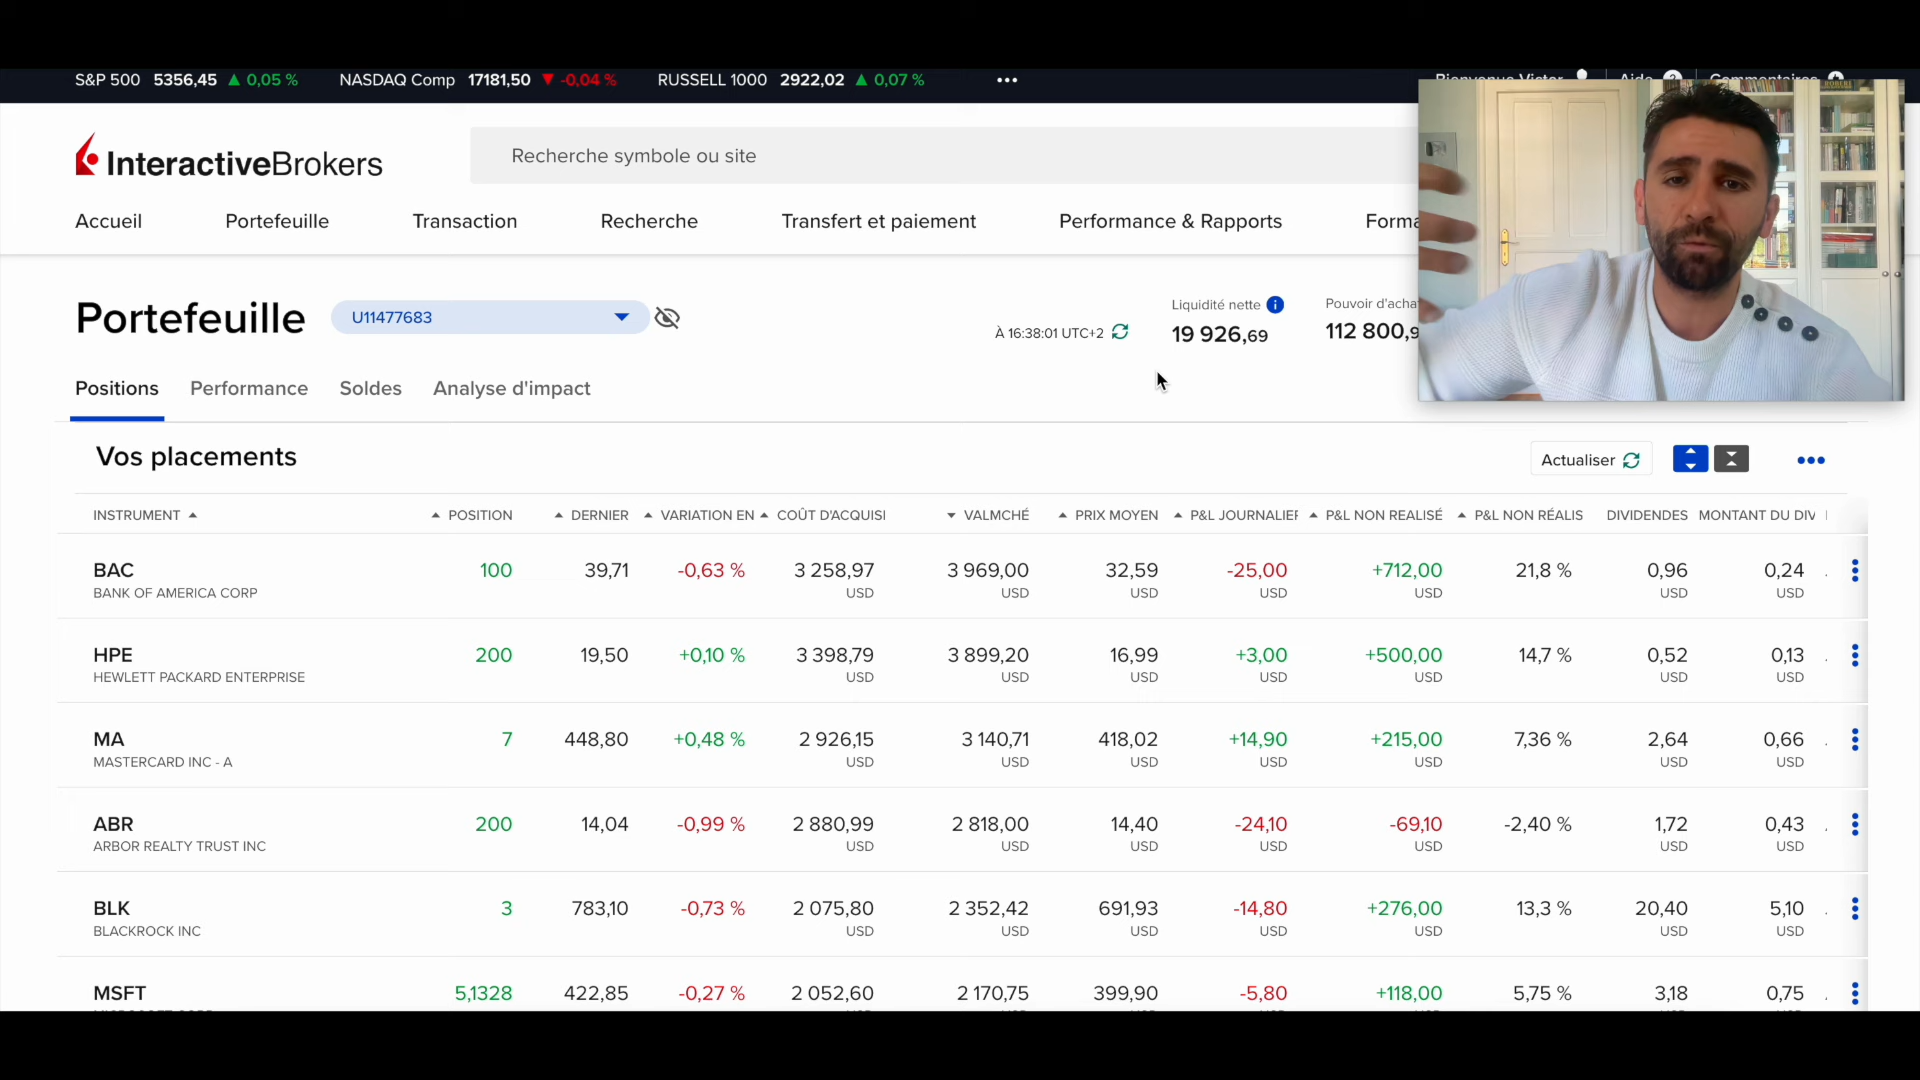 S&P 500 5356,45 ▲ 0,05 % NASDAQ Comp 17181,50 ▼ -0,04 % RUSSELL 1000 2922,02 ▲ 0,07 % •••
Bienvenue Victor Aide ? Commentaires
InteractiveBrokers
Recherche symbole ou site
Accueil Portefeuille Transaction Recherche Transfert et paiement Performance & Rapports Forma
Portefeuille U11477683
À 16:38:01 UTC+2
Liquidité nette
19 926,69
Pouvoir d'acha
112 800,9
Positions Performance Soldes Analyse d'impact
Vos placements
Actualiser
INSTRUMENT POSITION DERNIER VARIATION EN COÛT D'ACQUISI VALMCHÉ PRIX MOYEN P&L JOURNALIER P&L NON REALISÉ P&L NON RÉALIS DIVIDENDES MONTANT DU DIV
BAC 100 39,71 -0,63 % 3 258,97 3 969,00 32,59 -25,00 +712,00 21,8 % 0,96 0,24
BANK OF AMERICA CORP USD USD USD USD USD USD USD
HPE 200 19,50 +0,10 % 3 398,79 3 899,20 16,99 +3,00 +500,00 14,7 % 0,52 0,13
HEWLETT PACKARD ENTERPRISE USD USD USD USD USD USD USD
MA 7 448,80 +0,48 % 2 926,15 3 140,71 418,02 +14,90 +215,00 7,36 % 2,64 0,66
MASTERCARD INC - A USD USD USD USD USD USD USD
ABR 200 14,04 -0,99 % 2 880,99 2 818,00 14,40 -24,10 -69,10 -2,40 % 1,72 0,43
ARBOR REALTY TRUST INC USD USD USD USD USD USD USD
BLK 3 783,10 -0,73 % 2 075,80 2 352,42 691,93 -14,80 +276,00 13,3 % 20,40 5,10
BLACKROCK INC USD USD USD USD USD USD USD
MSFT 5,1328 422,85 -0,27 % 2 052,60 2 170,75 399,90 -5,80 +118,00 5,75 % 3,18 0,75